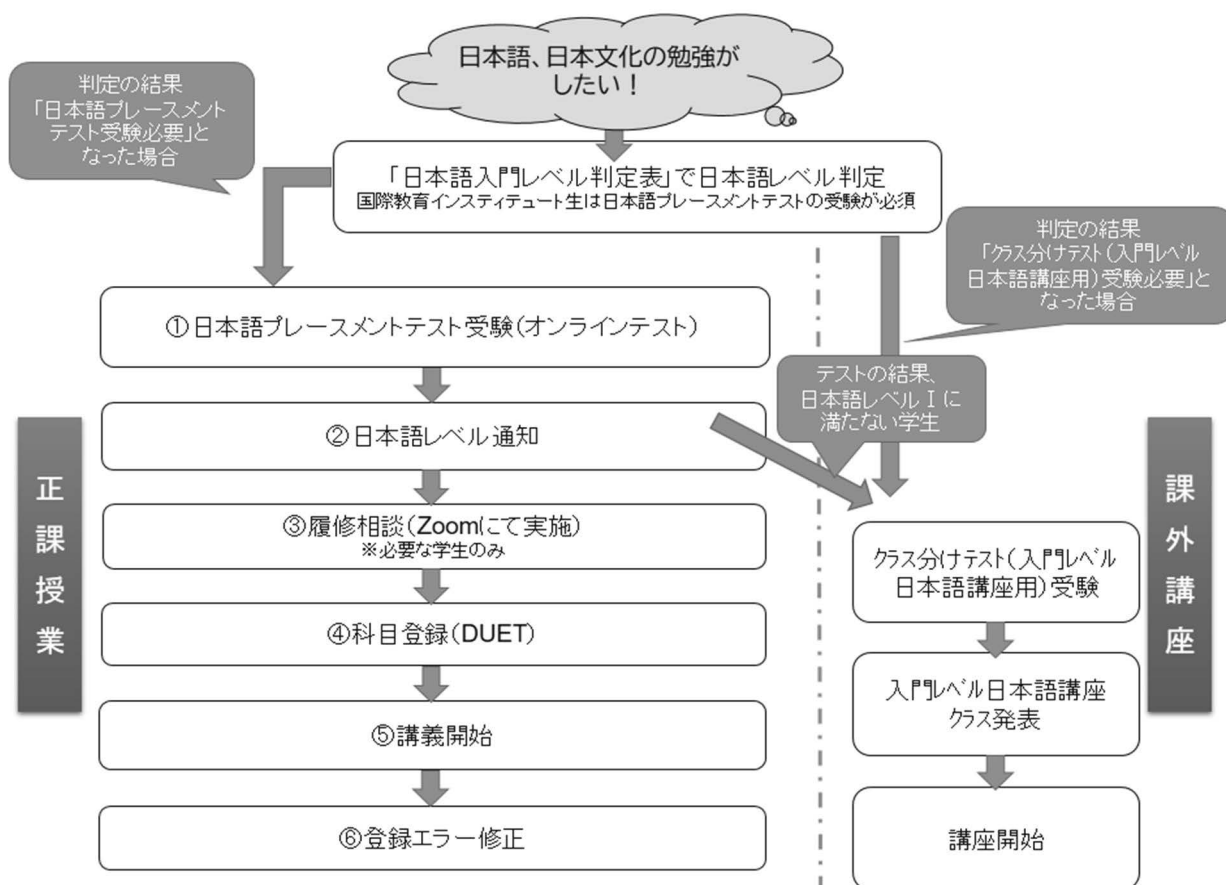 日本語、日本文化の勉強が
したい！
判定の結果
「日本語プレースメント
テスト受験必要」と
なった場合
「日本語入門レベル判定表」で日本語レベル判定
国際教育インスティテュート生は日本語プレースメントテストの受験が必須
判定の結果
「クラス分けテスト（入門レベル
日本語講座用）受験必要」と
なった場合
①日本語プレースメントテスト受験（オンラインテスト）
テストの結果、
日本語レベルⅠに
満たない学生
②日本語レベル通知
正課授業
③履修相談（Zoomにて実施）
※必要な学生のみ
④科目登録（DUET）
⑤講義開始
⑥登録エラー修正
課外講座
クラス分けテスト（入門レベル
日本語講座用）受験
入門レベル日本語講座
クラス発表
講座開始